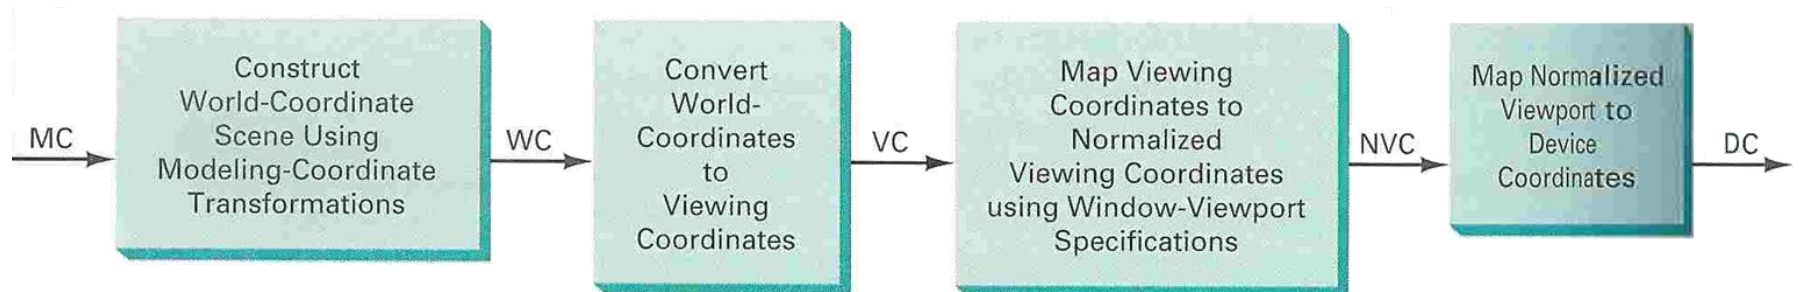 MC
Construct
World-Coordinate
Scene Using
Modeling-Coordinate
Transformations
WC
Convert
World-
Coordinates
to
Viewing
Coordinates
VC
Map Viewing
Coordinates to
Normalized
Viewing Coordinates
using Window-Viewport
Specifications
NVC
Map Normalized
Viewport to
Device
Coordinates
DC